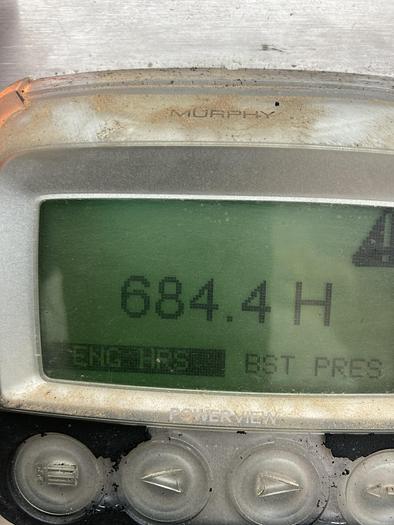 MURPHY
684.4 H
ENG HRS BST PRES
POWERVIEW